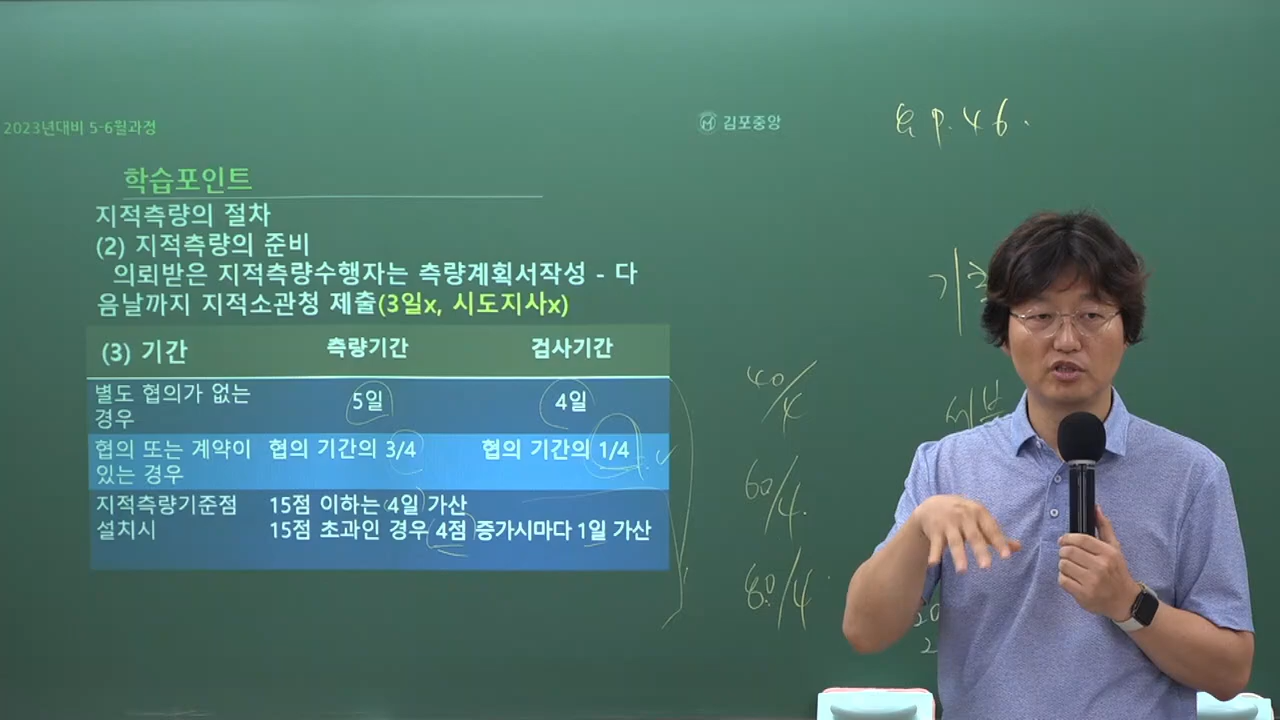 2023년대비 5-6월과정
김포중앙
p.46.
학습포인트
지적측량의 절차
(2) 지적측량의 준비
의뢰받은 지적측량수행자는 측량계획서작성 - 다
음날까지 지적소관청 제출(3일x, 시도지사x)
(3) 기간 측량기간 검사기간
별도 협의가 없는
경우 5일 4일
협의 또는 계약이 협의 기간의 3/4 협의 기간의 1/4
있는 경우
지적측량기준점 15점 이하는 4일 가산
설치시 15점 초과인 경우 4점 증가시마다 1일 가산
40/4
60/4.
80/4
세부
20
2